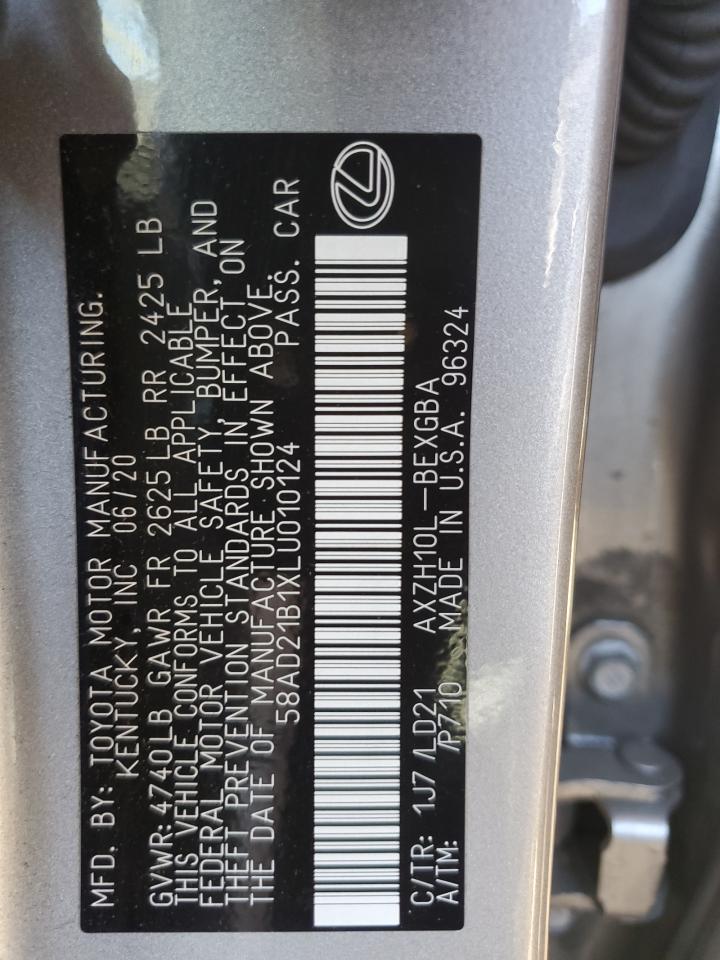 MFD. BY: TOYOTA MOTOR MANUFACTURING.
KENTUCKY, INC 06/20
GVWR: 4740LB GAWR FR 2625 LB RR 2425 LB
THIS VEHICLE CONFORMS TO ALL APPLICABLE
FEDERAL MOTOR VEHICLE SAFETY, BUMPER, AND
THEFT PREVENTION STANDARDS IN EFFECT ON
THE DATE OF MANUFACTURE SHOWN ABOVE.
58AD21B1XLU010124 PASS. CAR
C/TR: 1J7 /LD21 AXZH10L-BEXGBA
A/TM: /P710 MADE IN U.S.A. 96324